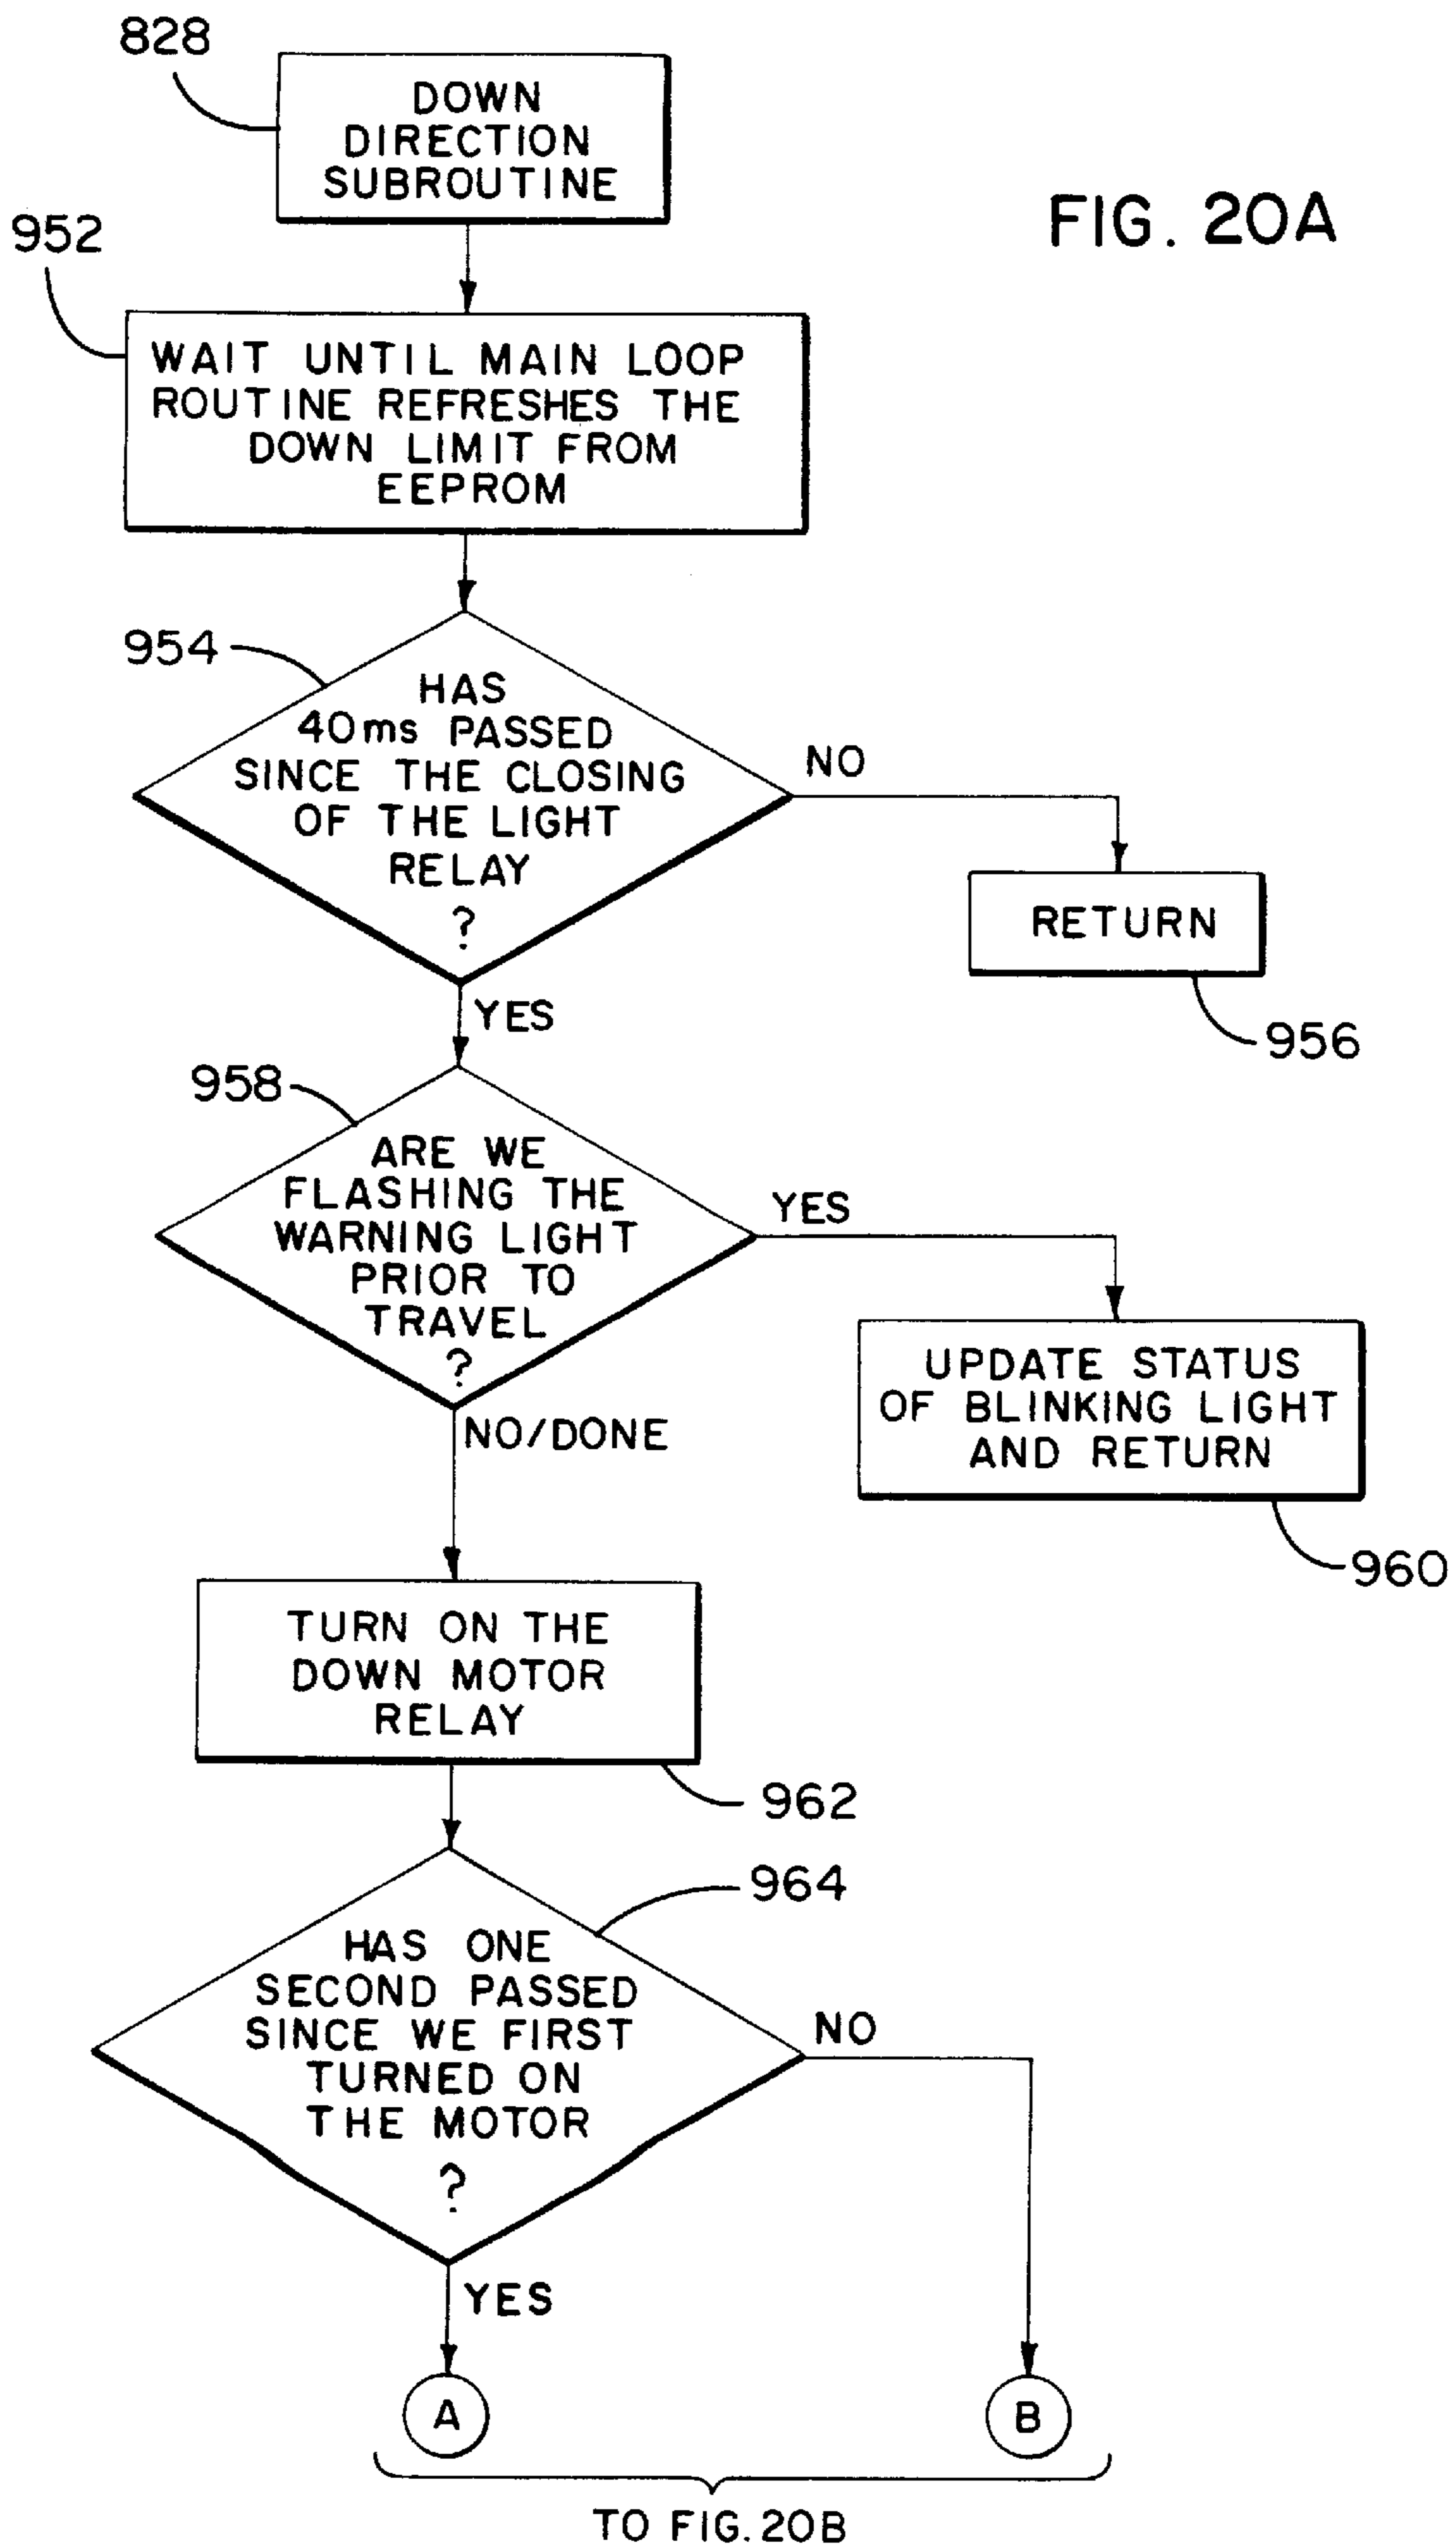 828
DOWN
DIRECTION
SUBROUTINE
FIG. 20A
952
WAIT UNTIL MAIN LOOP
ROUTINE REFRESHES THE
DOWN LIMIT FROM
EEPROM
954
HAS
40ms PASSED
SINCE THE CLOSING
OF THE LIGHT
RELAY
?
NO
RETURN
956
YES
958
ARE WE
FLASHING THE
WARNING LIGHT
PRIOR TO
TRAVEL
?
YES
UPDATE STATUS
OF BLINKING LIGHT
AND RETURN
960
NO/DONE
TURN ON THE
DOWN MOTOR
RELAY
962
964
HAS ONE
SECOND PASSED
SINCE WE FIRST
TURNED ON
THE MOTOR
?
NO
YES
A
B
TO FIG. 20B